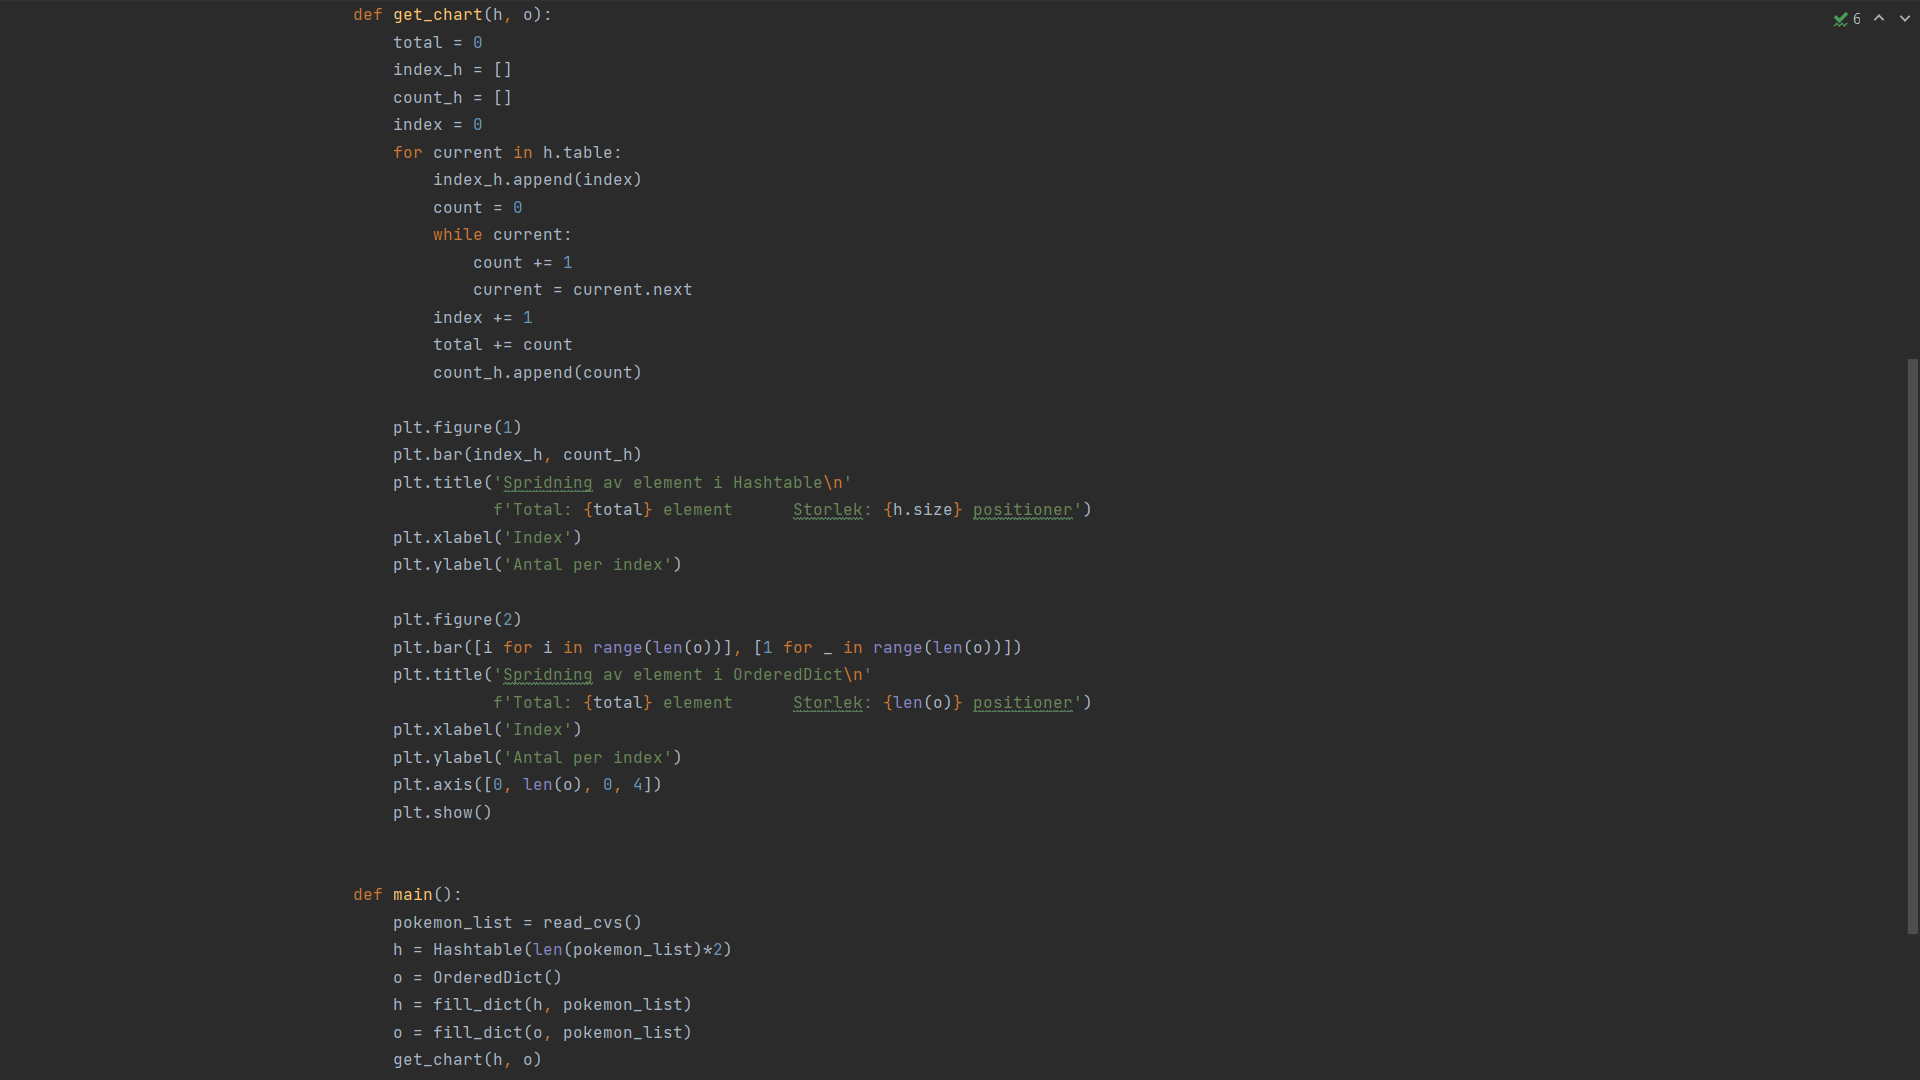 def get_chart(h, o):
    total = 0
    index_h = []
    count_h = []
    index = 0
    for current in h.table:
        index_h.append(index)
        count = 0
        while current:
            count += 1
            current = current.next
        index += 1
        total += count
        count_h.append(count)

    plt.figure(1)
    plt.bar(index_h, count_h)
    plt.title('Spridning av element i Hashtable\n'
              f'Total: {total} element      Storlek: {h.size} positioner')
    plt.xlabel('Index')
    plt.ylabel('Antal per index')

    plt.figure(2)
    plt.bar([i for i in range(len(o))], [1 for _ in range(len(o))])
    plt.title('Spridning av element i OrderedDict\n'
              f'Total: {total} element      Storlek: {len(o)} positioner')
    plt.xlabel('Index')
    plt.ylabel('Antal per index')
    plt.axis([0, len(o), 0, 4])
    plt.show()


def main():
    pokemon_list = read_cvs()
    h = Hashtable(len(pokemon_list)*2)
    o = OrderedDict()
    h = fill_dict(h, pokemon_list)
    o = fill_dict(o, pokemon_list)
    get_chart(h, o)
6